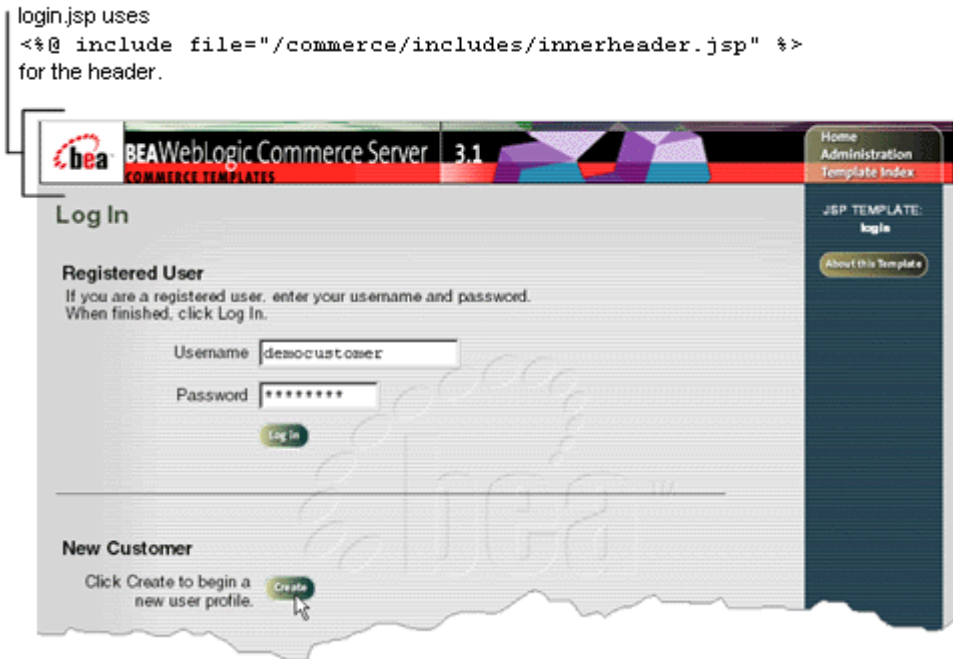 login.jsp uses
<%@ include file="/commerce/includes/innerheader.jsp" %>
for the header.
bea
BEAWebLogic Commerce Server 3.1
COMMERCE TEMPLATES
Home
Administration
Template Index
Log In
JSP TEMPLATE:
login
About this Template
Registered User
If you are a registered user, enter your username and password.
When finished, click Log In.
Username democustomer
Password ********
Log In
bea TM
New Customer
Click Create to begin a
new user profile.
Create